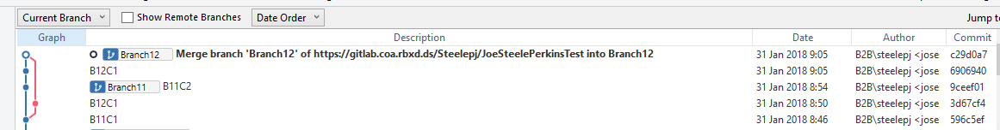 Current Branch Show Remote Branches Date Order Jump to
Graph Description Date Author Commit
Branch12 Merge branch 'Branch12' of https://gitlab.coa.rbxd.ds/Steelepj/JoeSteelePerkinsTest into Branch12 31 Jan 2018 9:05 B2B\steelepj <jose c29d0a7
B12C1 31 Jan 2018 9:05 B2B\steelepj <jose 6906940
Branch11 B11C2 31 Jan 2018 8:54 B2B\steelepj <jose 9ceef01
B12C1 31 Jan 2018 8:50 B2B\steelepj <jose 3d67cf4
B11C1 31 Jan 2018 8:46 B2B\steelepj <jose 596c5ef